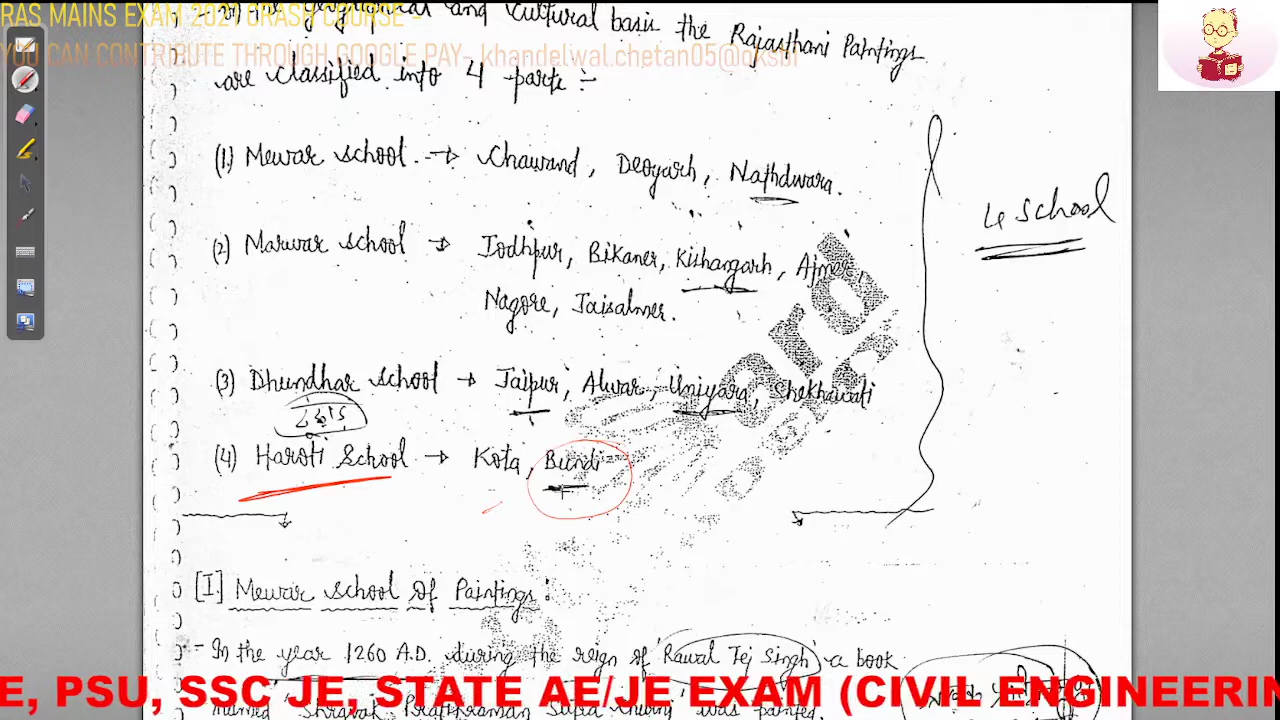 RAS MAINS EXAM 2021 CRASH COURSE -
YOU CAN CONTRIBUTE THROUGH GOOGLE PAY- khandelwal.chetan05@oksbi
and cultural basis the Rajasthani Paintings
are classified into 4 parts :-
(1) Mewar school → Chawand, Deogarh, Nathdwara.
4 school
(2) Marwar school → Jodhpur, Bikaner, Kishangarh, Ajmer,
Nagore, Jaisalmer.
(3) Dhundhar school → Jaipur, Alwar, Uniyara, Shekhawati
(4) Haroti School → Kota, Bundi
[I.] Mewar school of Paintings:
- In the year 1260 A.D. during the reign of 'Rawal Tej Singh' a book
E, PSU, SSC JE, STATE AE/JE EXAM (CIVIL ENGINEERIN
named was painted